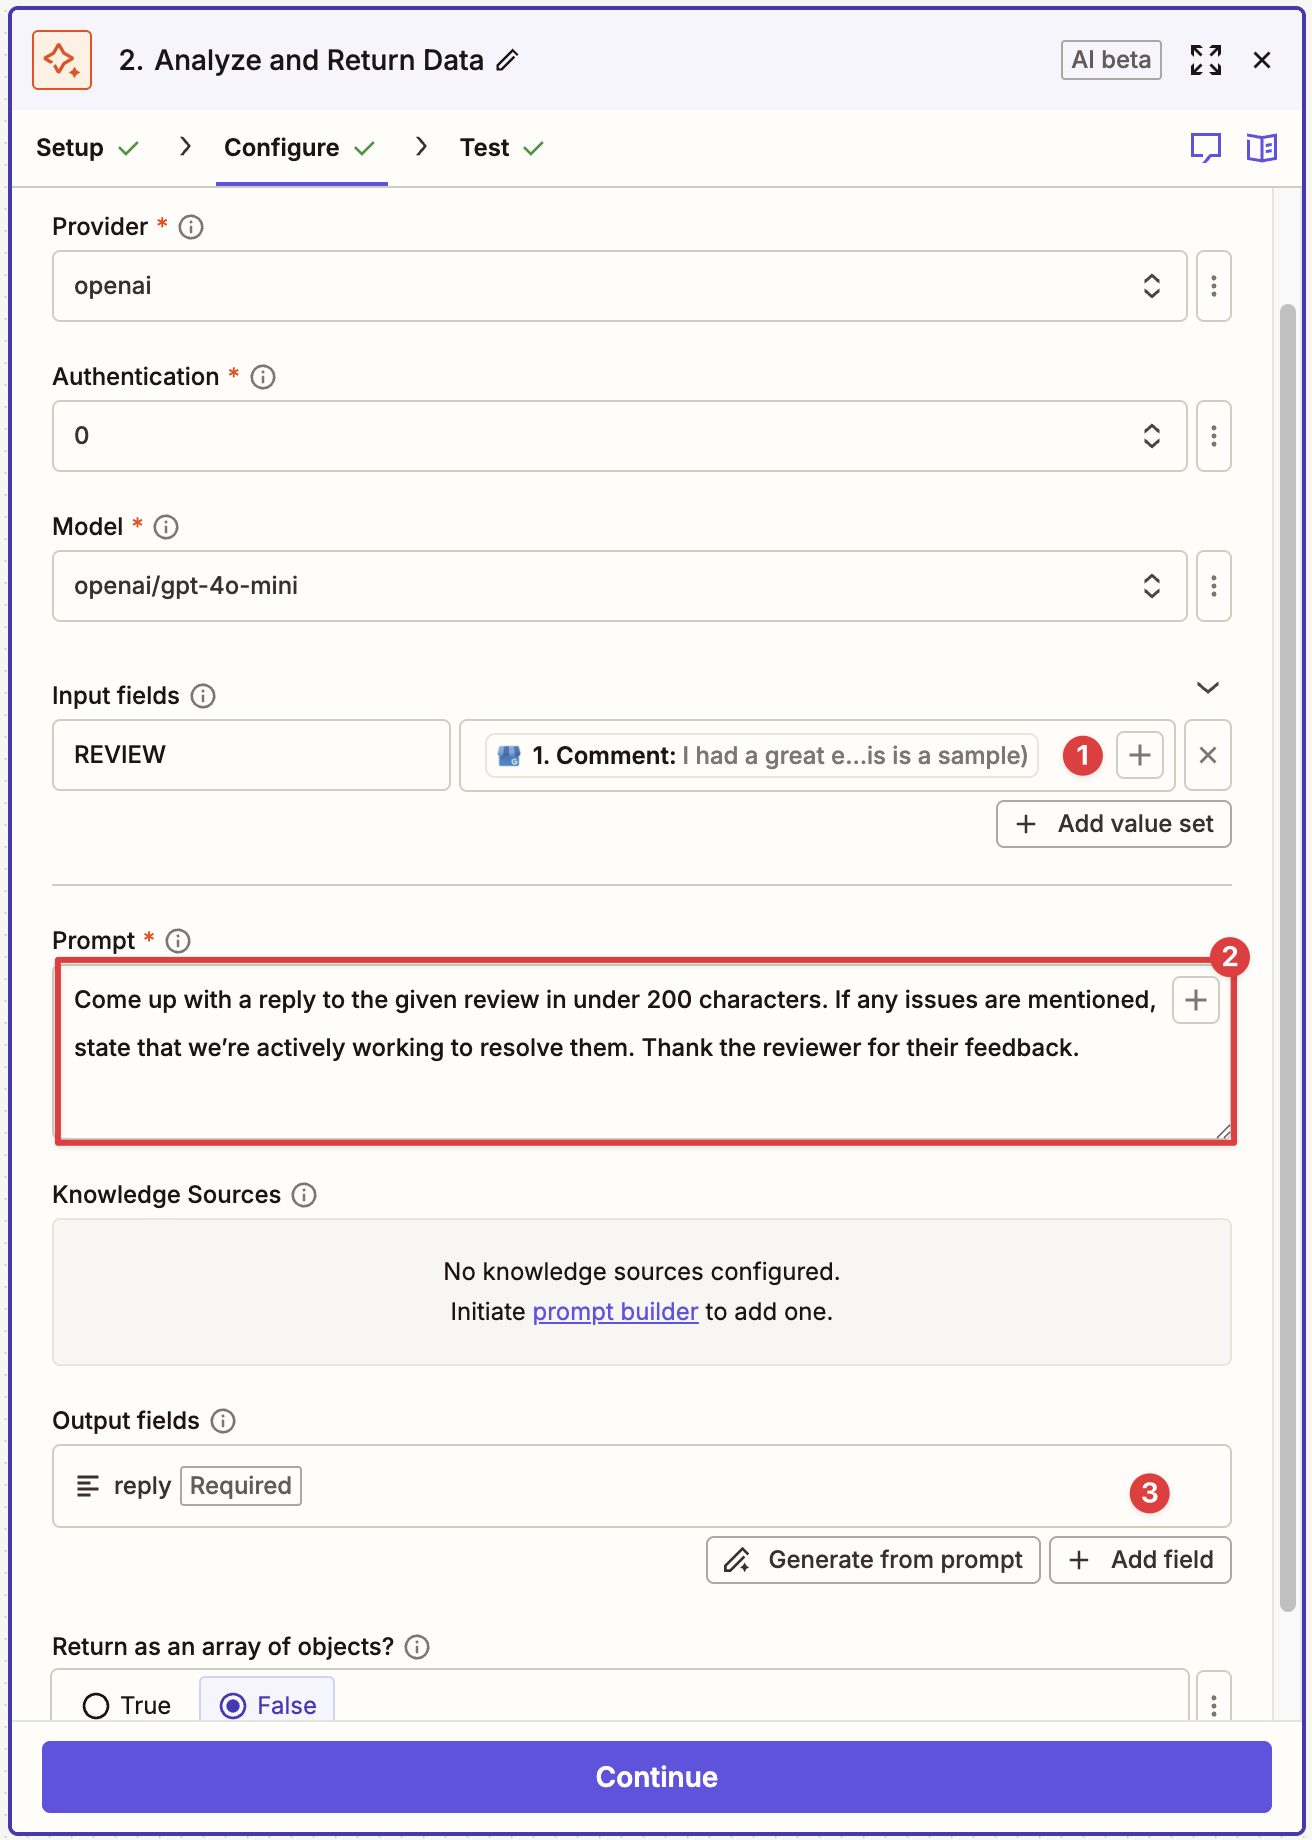 2. Analyze and Return Data
AI beta
Setup
Configure
Test
Provider *
openai
Authentication *
0
Model *
openai/gpt-4o-mini
Input fields
REVIEW
1. Comment: I had a great e...is is a sample)
1
Add value set
Prompt *
2
Come up with a reply to the given review in under 200 characters. If any issues are mentioned,
state that we’re actively working to resolve them. Thank the reviewer for their feedback.
Knowledge Sources
No knowledge sources configured.
Initiate prompt builder to add one.
Output fields
reply Required
3
Generate from prompt
Add field
Return as an array of objects?
True
False
Continue